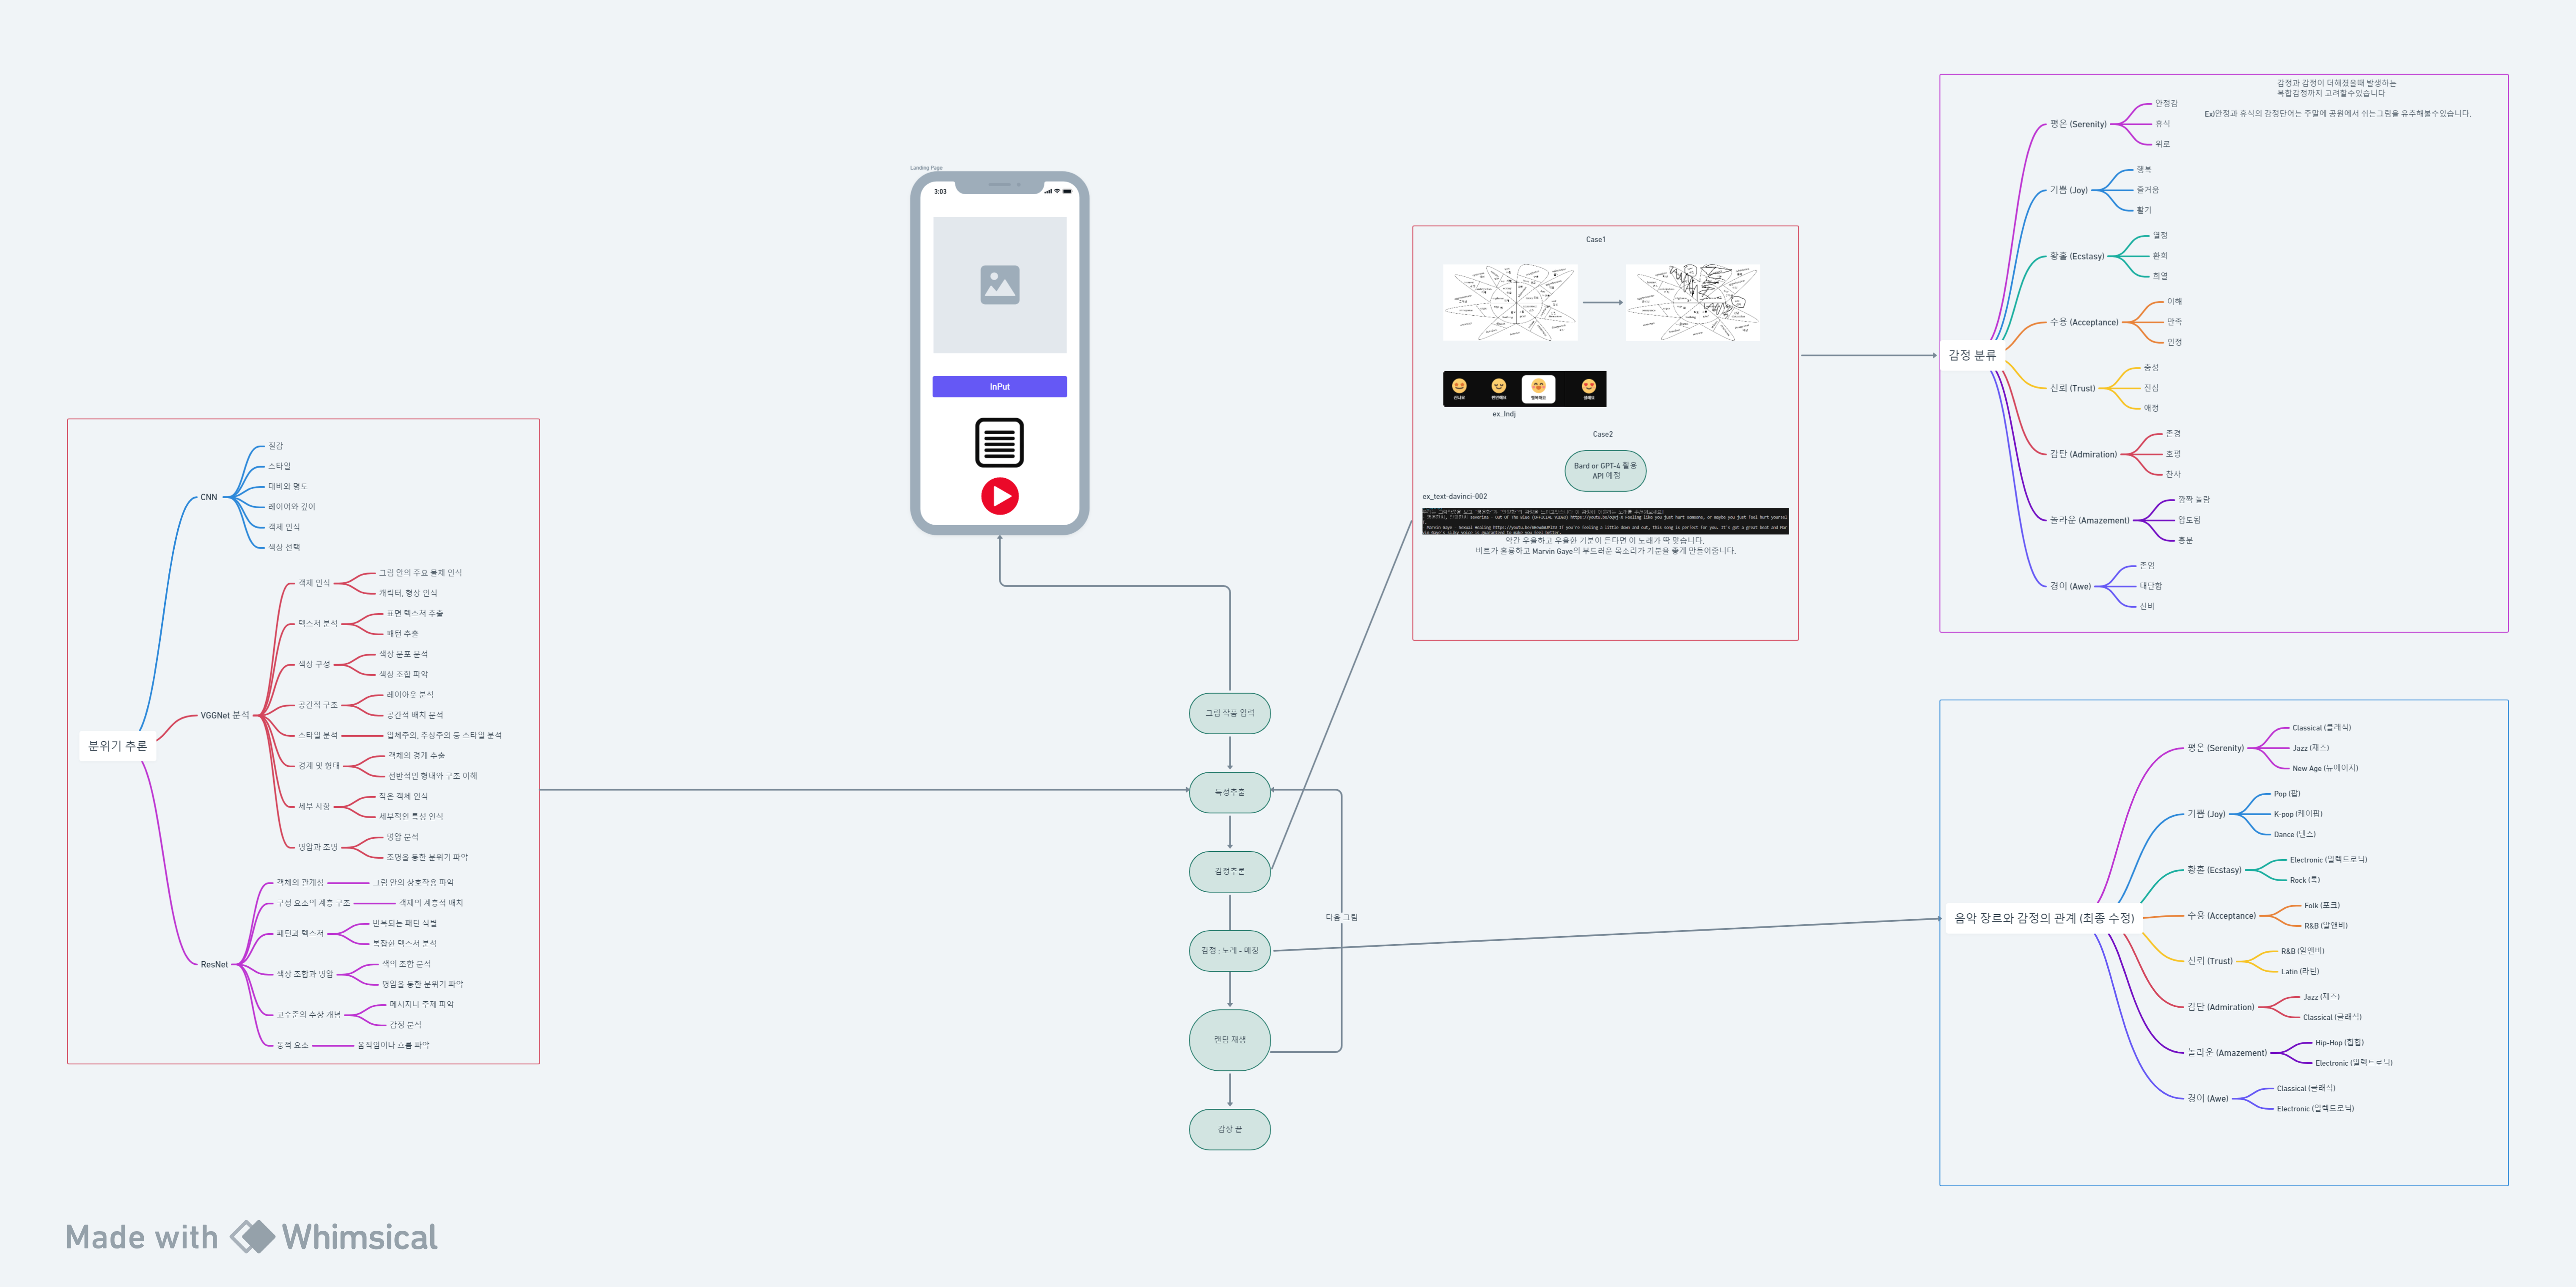 분위기 추론
CNN
질감
스타일
대비와 명도
레이어와 깊이
객체 인식
색상 선택
VGGNet 분석
객체 인식
그림 안의 주요 물체 인식
캐릭터, 형상 인식
텍스처 분석
표면 텍스처 추출
패턴 추출
색상 구성
색상 분포 분석
색상 조합 파악
공간적 구조
레이아웃 분석
공간적 배치 분석
스타일 분석
입체주의, 추상주의 등 스타일 분석
경계 및 형태
객체의 경계 추출
전반적인 형태와 구조 이해
세부 사항
작은 객체 인식
세부적인 특성 인식
명암과 조명
명암 분석
조명을 통한 분위기 파악
ResNet
객체의 관계성
그림 안의 상호작용 파악
구성 요소의 계층 구조
객체의 계층적 배치
패턴과 텍스처
반복되는 패턴 식별
복잡한 텍스처 분석
색상 조합과 명암
색의 조합 분석
명암을 통한 분위기 파악
고수준의 추상 개념
메시지나 주제 파악
감정 분석
동적 요소
움직임이나 흐름 파악
Landing Page
3:03
InPut
그림 작품 입력
특성추출
감정추론
감정 : 노래 - 매칭
랜덤 재생
감상 끝
다음 그림
Case1
ex_Indj
Case2
Bard or GPT-4 활용
API 예정
ex_text-davinci-002
약간 우울하고 우울한 기분이 든다면 이 노래가 딱 맞습니다.
비트가 훌륭하고 Marvin Gaye의 부드러운 목소리가 기분을 좋게 만들어줍니다.
감정과 감정이 더해졌을때 발생하는
복합감정까지 고려할수있습니다
Ex)안정과 휴식의 감정단어는 주말에 공원에서 쉬는그림을 유추해볼수있습니다.
감정 분류
평온 (Serenity)
안정감
휴식
위로
기쁨 (Joy)
행복
즐거움
활기
황홀 (Ecstasy)
열정
환희
희열
수용 (Acceptance)
이해
만족
인정
신뢰 (Trust)
충성
진심
애정
감탄 (Admiration)
존경
호평
찬사
놀라운 (Amazement)
깜짝 놀람
압도됨
흥분
경이 (Awe)
존엄
대단함
신비
음악 장르와 감정의 관계 (최종 수정)
평온 (Serenity)
Classical (클래식)
Jazz (재즈)
New Age (뉴에이지)
기쁨 (Joy)
Pop (팝)
K-pop (케이팝)
Dance (댄스)
황홀 (Ecstasy)
Electronic (일렉트로닉)
Rock (록)
수용 (Acceptance)
Folk (포크)
R&B (알앤비)
신뢰 (Trust)
R&B (알앤비)
Latin (라틴)
감탄 (Admiration)
Jazz (재즈)
Classical (클래식)
놀라운 (Amazement)
Hip-Hop (힙합)
Electronic (일렉트로닉)
경이 (Awe)
Classical (클래식)
Electronic (일렉트로닉)
Made with Whimsical